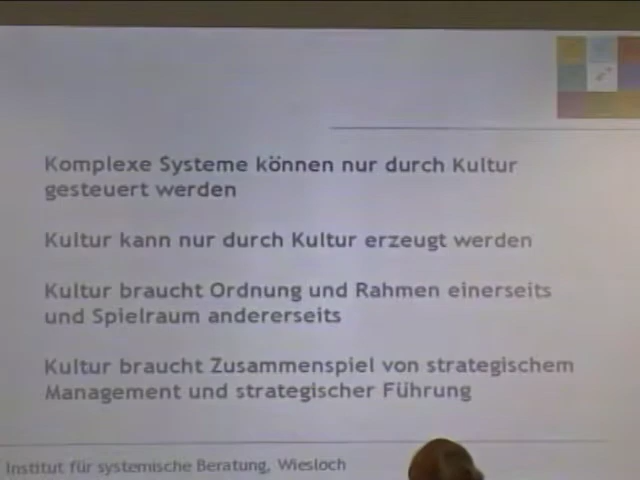 Komplexe Systeme können nur durch Kultur
gesteuert werden
Kultur kann nur durch Kultur erzeugt werden
Kultur braucht Ordnung und Rahmen einerseits
und Spielraum andererseits
Kultur braucht Zusammenspiel von strategischem
Management und strategischer Führung
Institut für systemische Beratung, Wiesloch